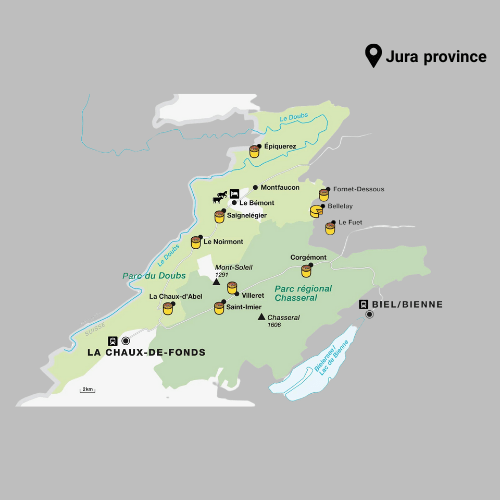 Jura province
Le Doubs
Épiquerez
Montfaucon
Fornet-Dessous
Le Bémont
Bellelay
Saignelégier
Le Fuet
Le Noirmont
Le Doubs
Corgémont
Mont-Soleil
1291
Parc du Doubs
Parc régional
Chasseral
La Chaux-d'Abel
Villeret
BIEL/BIENNE
Saint-Imier
Chasseral
1606
Suisse
LA CHAUX-DE-FONDS
Bielersee/
Lac de Bienne